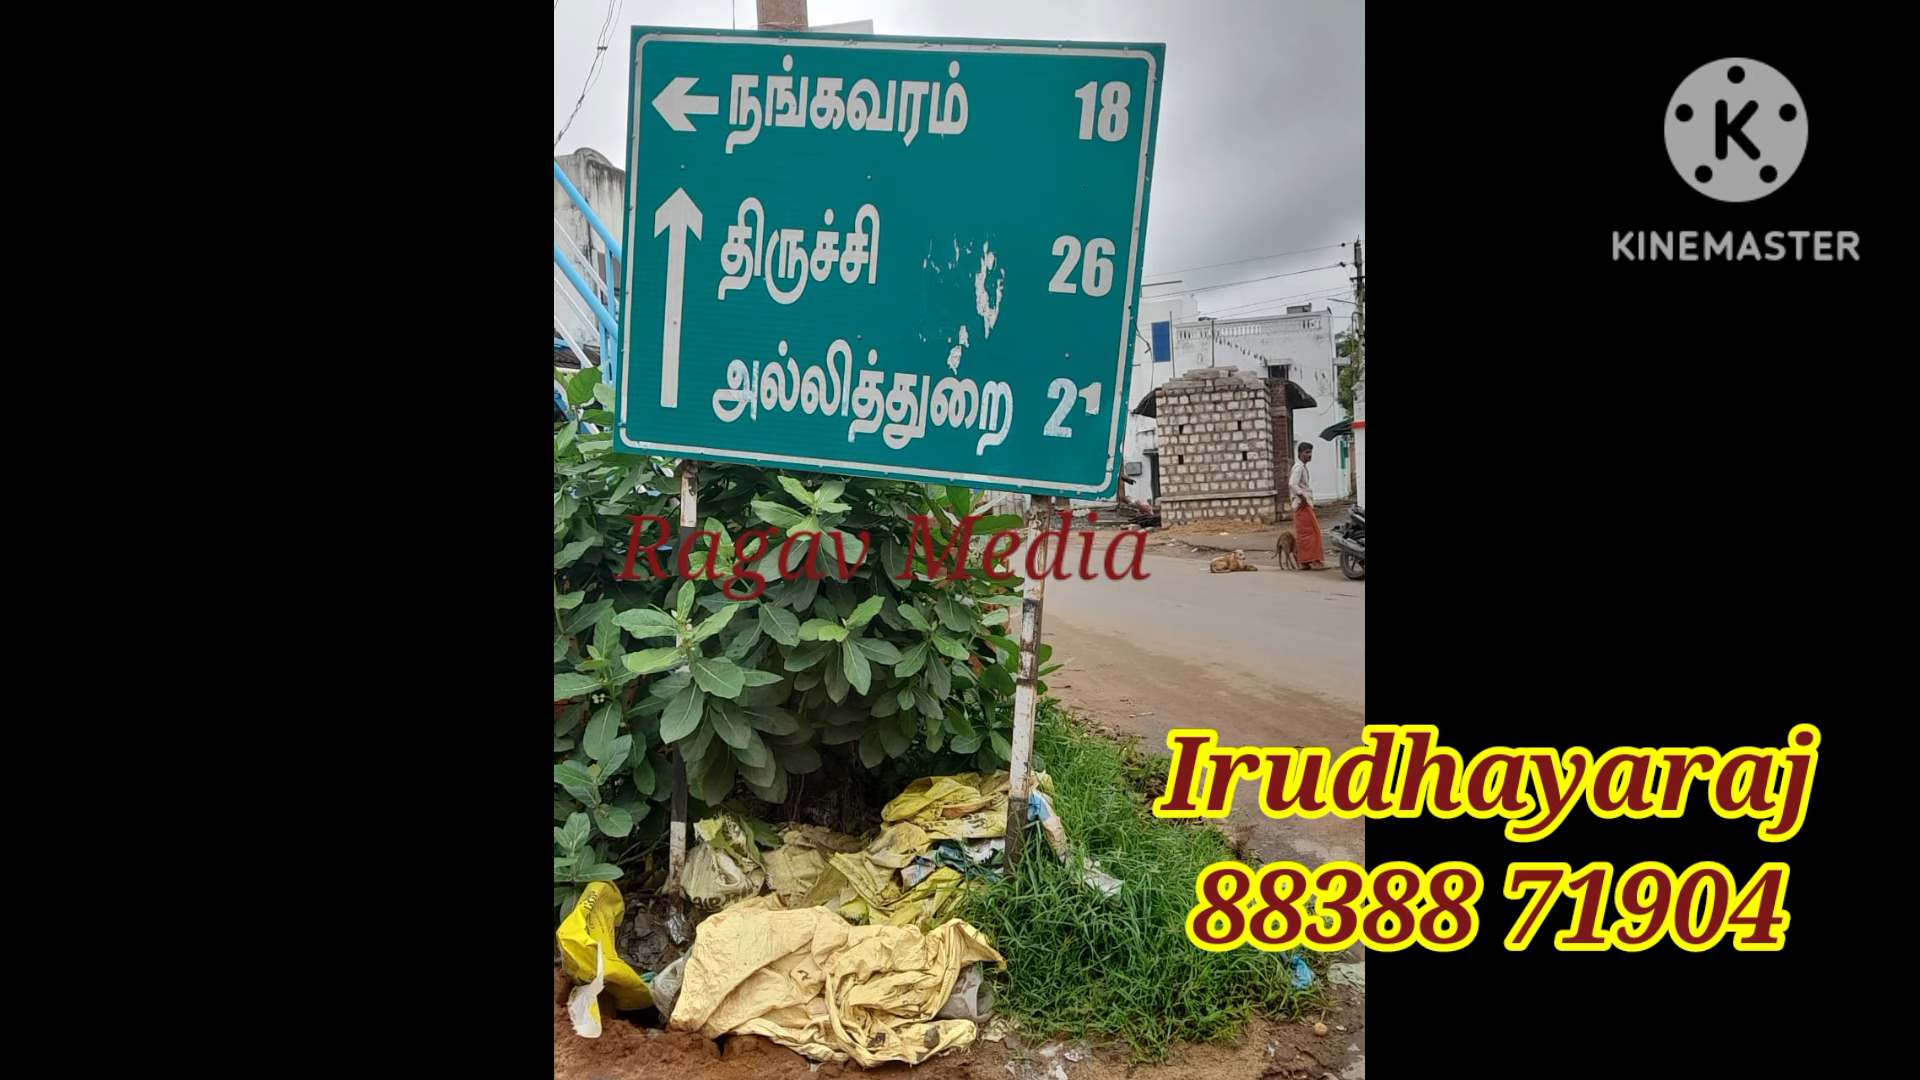 நங்கவரம் 18
திருச்சி 26
அல்லித்துறை 21
K
KINEMASTER
Ragav Media
Irudhayaraj
88388 71904